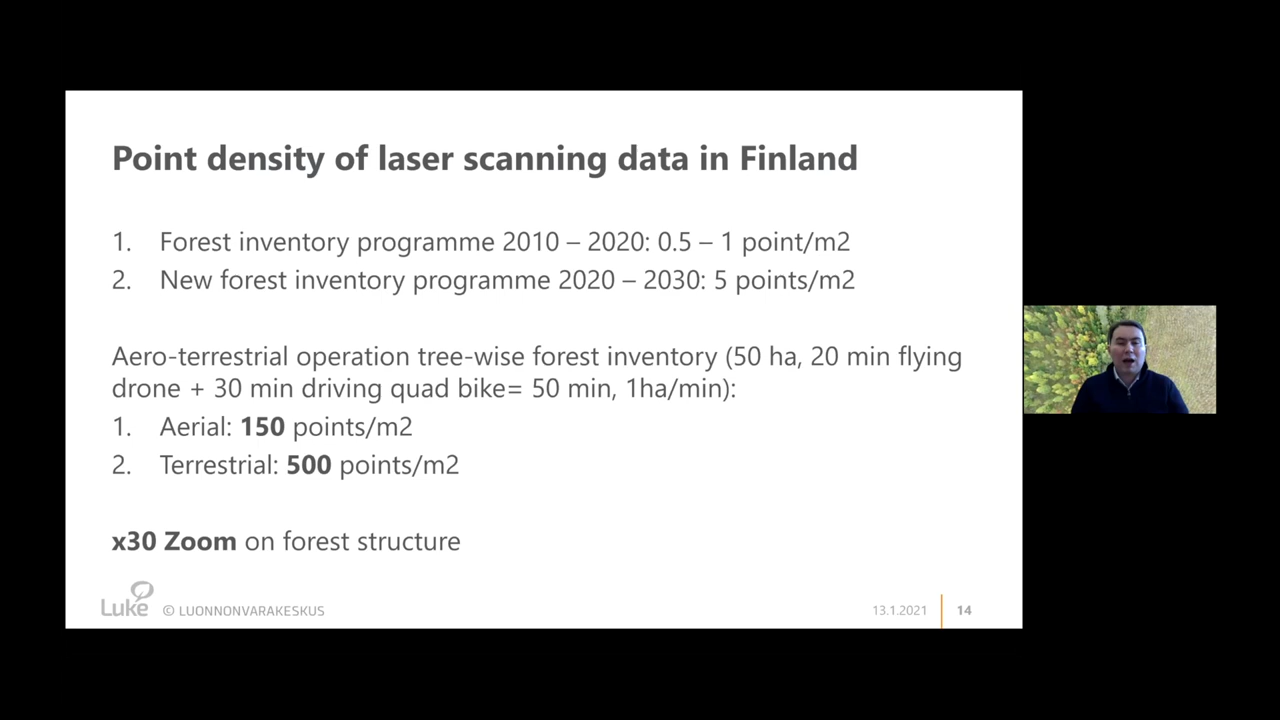 Point density of laser scanning data in Finland
1. Forest inventory programme 2010 – 2020: 0.5 – 1 point/m2
2. New forest inventory programme 2020 – 2030: 5 points/m2
Aero-terrestrial operation tree-wise forest inventory (50 ha, 20 min flying
drone + 30 min driving quad bike= 50 min, 1ha/min):
1. Aerial: 150 points/m2
2. Terrestrial: 500 points/m2
x30 Zoom on forest structure
Luke © LUONNONVARAKESKUS
13.1.2021 14